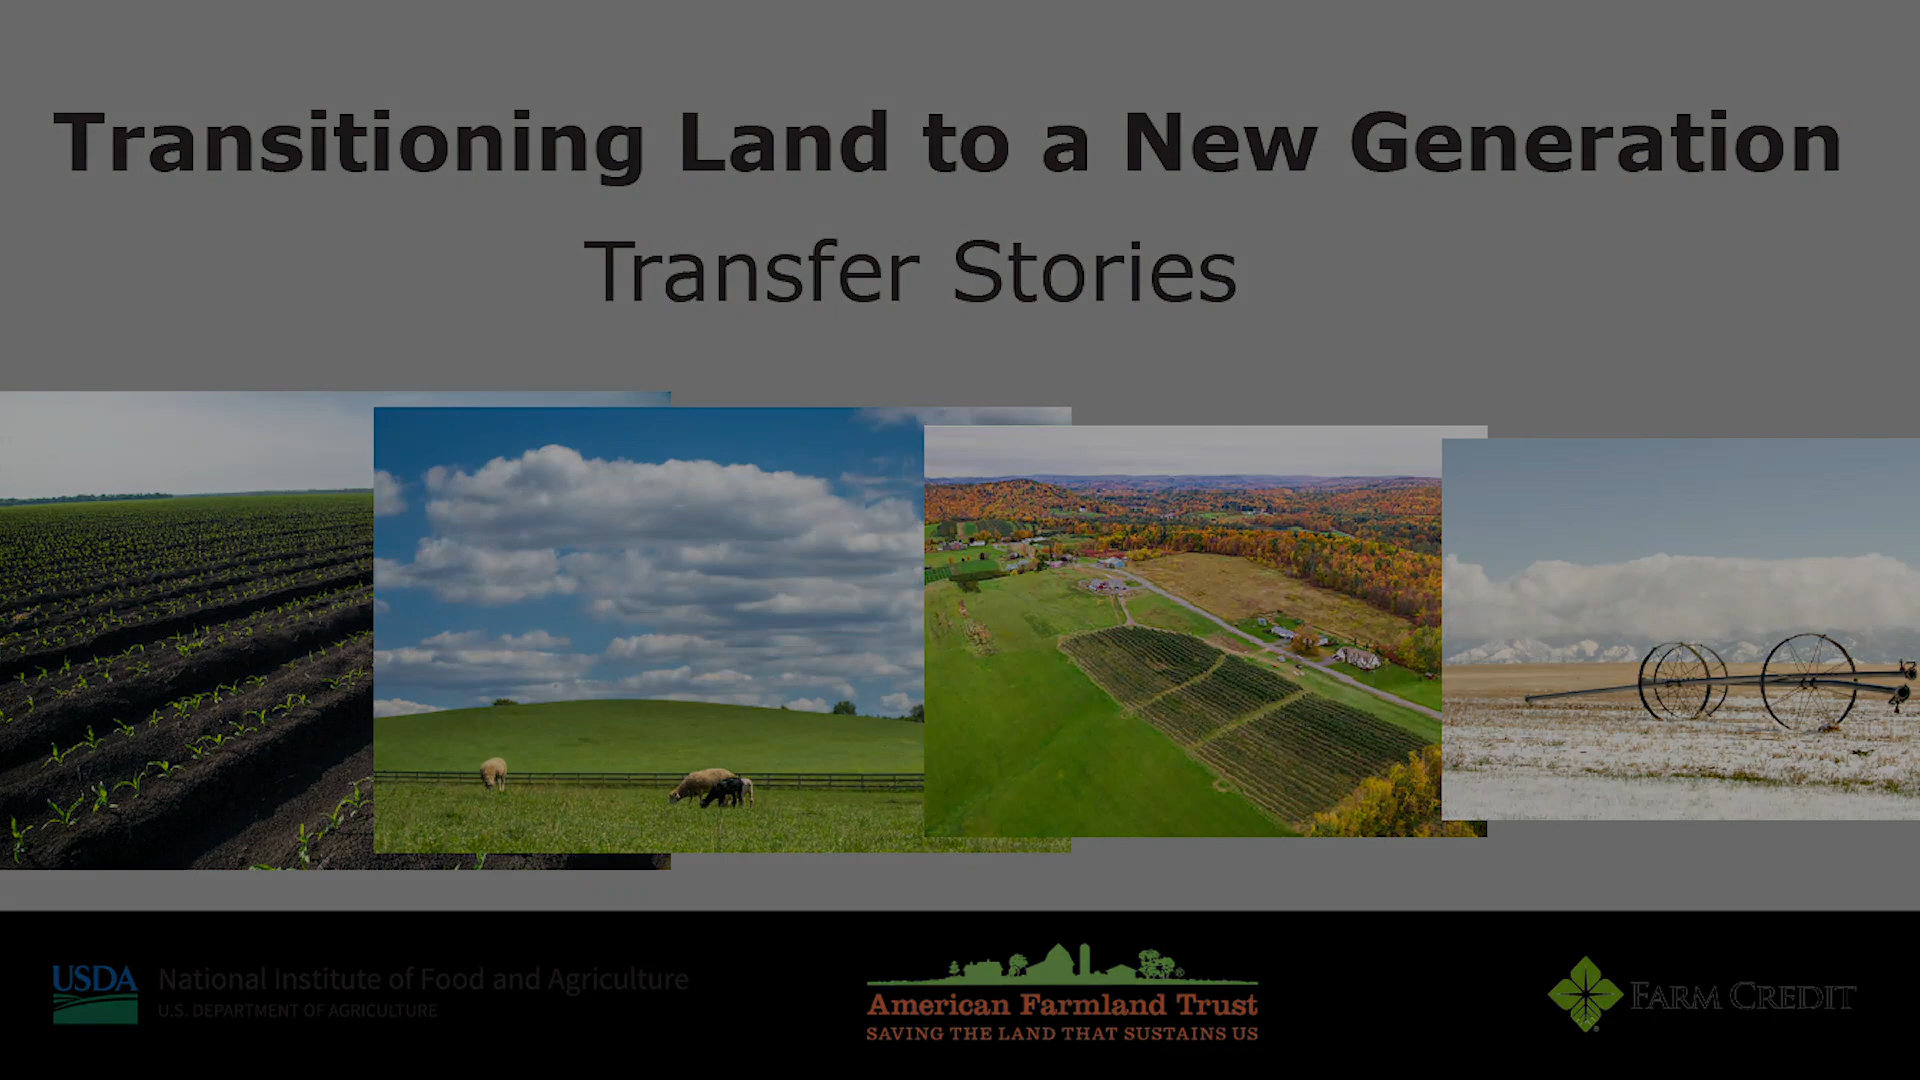 Transitioning Land to a New Generation
Transfer Stories
USDA
National Institute of Food and Agriculture
U.S. DEPARTMENT OF AGRICULTURE
American Farmland Trust
SAVING THE LAND THAT SUSTAINS US
FARM CREDIT